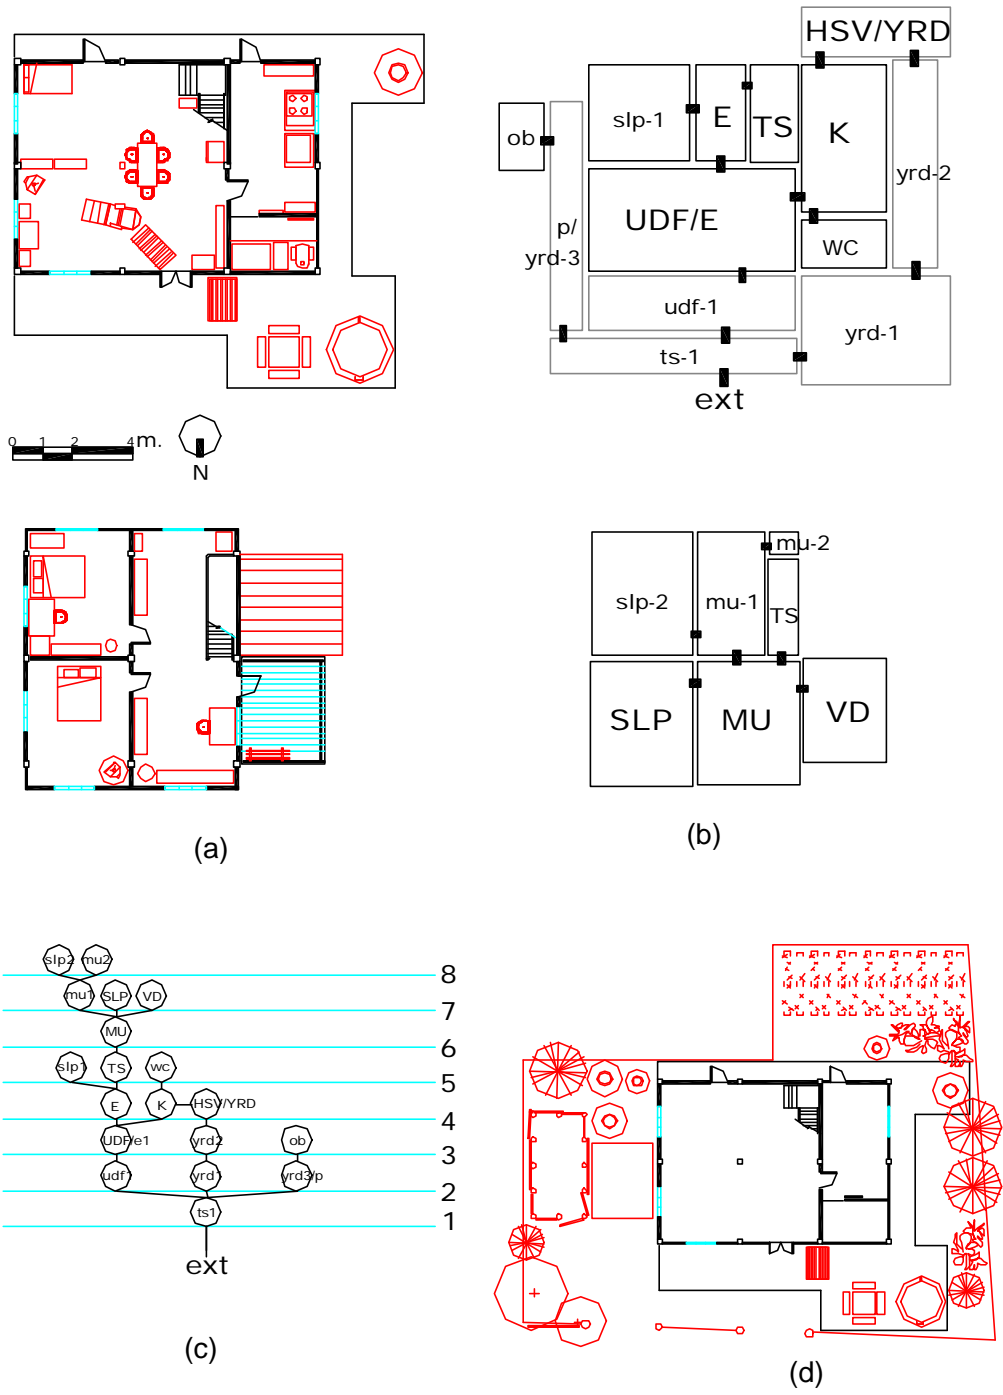 HSV/YRD
ob
slp-1
E
TS
K
yrd-2
p/
yrd-3
UDF/E
WC
udf-1
yrd-1
ts-1
ext
0 1 2 4 m.
N
slp-2
mu-1
mu-2
TS
SLP
MU
VD
(a)
(b)
slp2 mu2
8
mu1 SLP VD
7
MU
6
slp1 TS wc
5
E K HSV/YRD
4
UDF/e1 yrd2 ob
3
udf1 yrd1 yrd3/p
2
ts1
1
ext
(c)
(d)